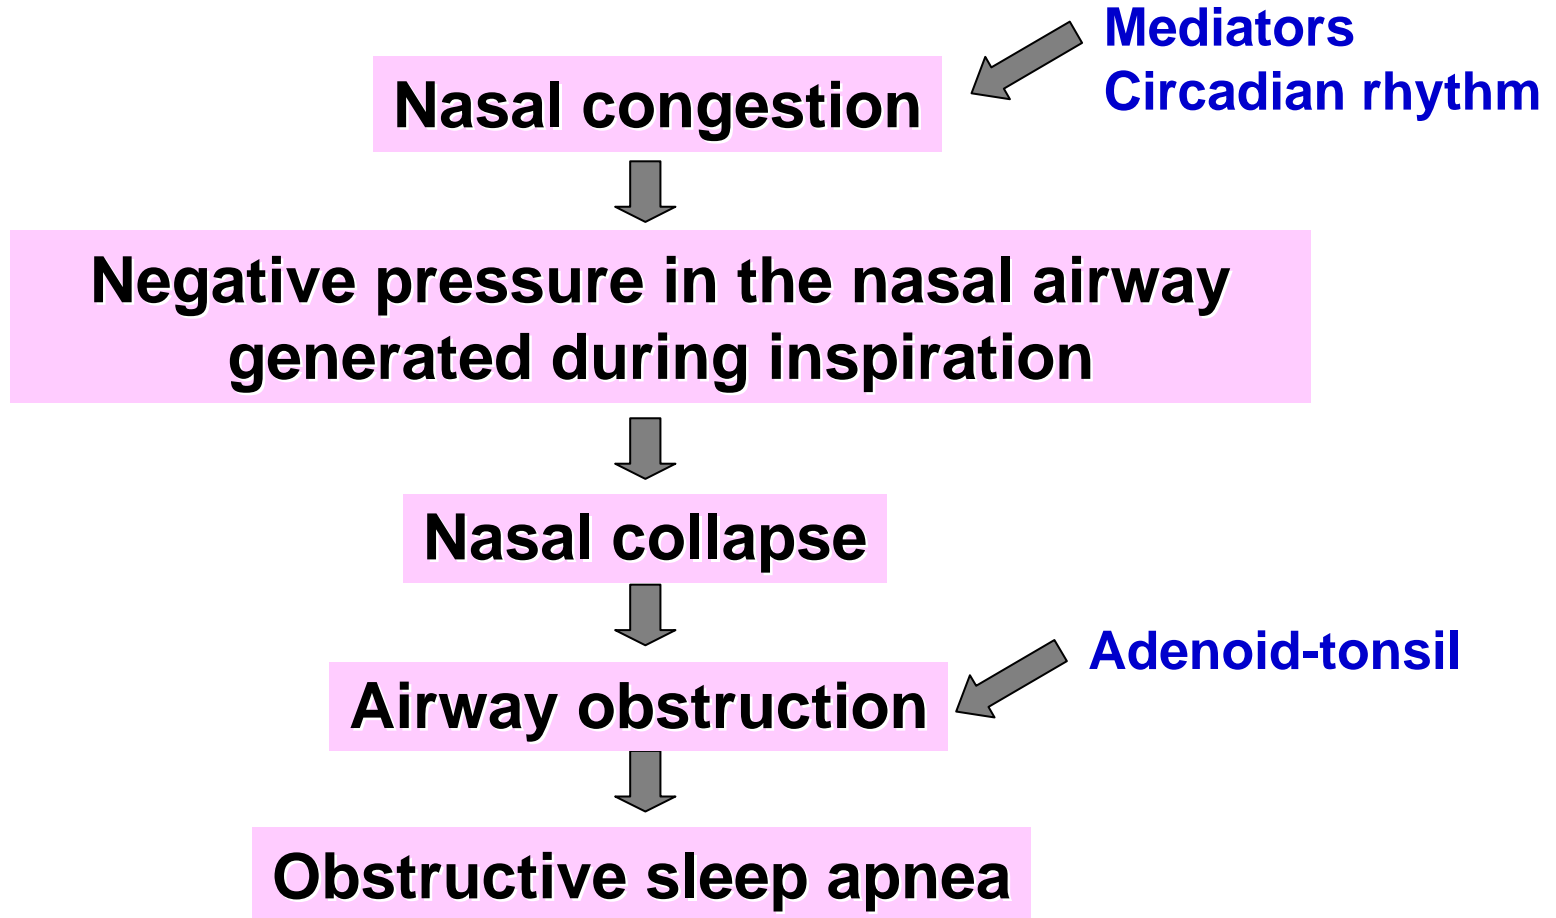 Mediators
Circadian rhythm
Nasal congestion
Negative pressure in the nasal airway
generated during inspiration
Nasal collapse
Adenoid-tonsil
Airway obstruction
Obstructive sleep apnea